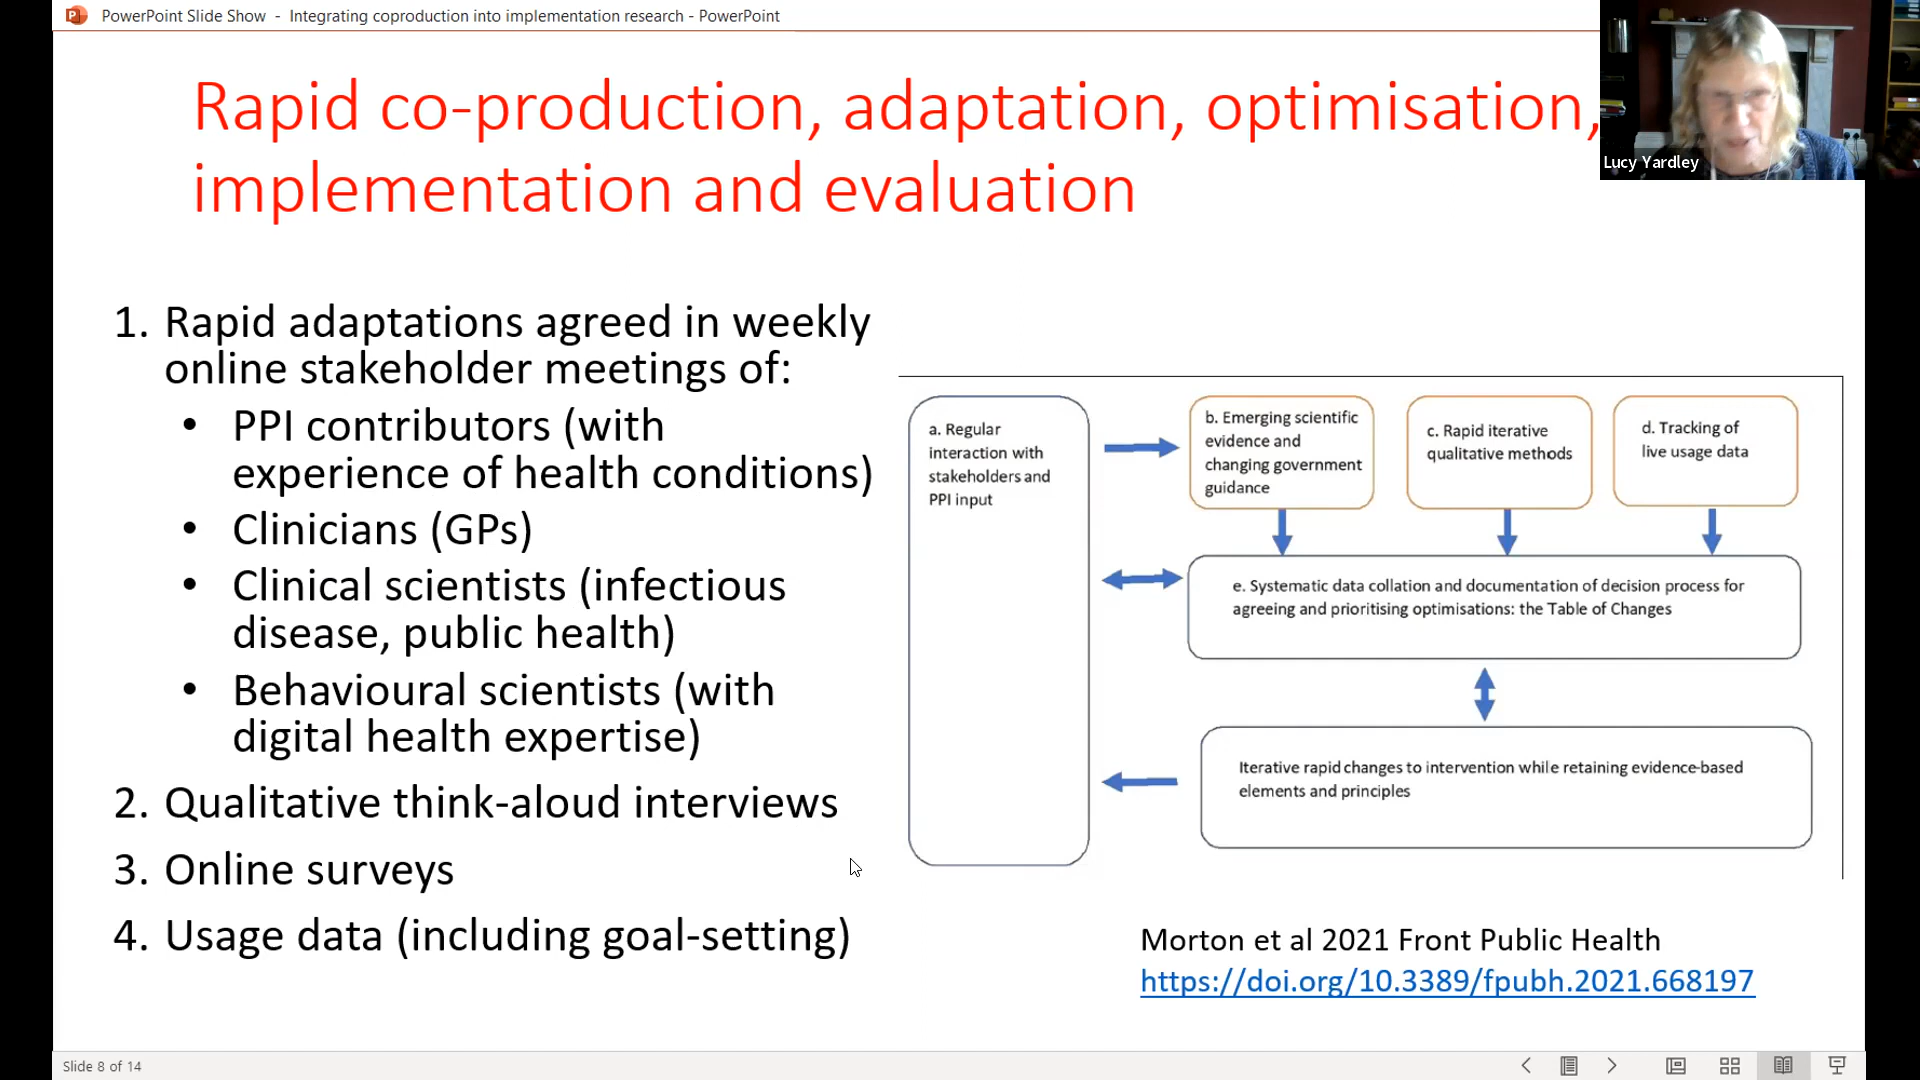 PowerPoint Slide Show - Integrating coproduction into implementation research - PowerPoint
Lucy Yardley
Rapid co-production, adaptation, optimisation,
implementation and evaluation
1. Rapid adaptations agreed in weekly
online stakeholder meetings of:
• PPI contributors (with
experience of health conditions)
• Clinicians (GPs)
• Clinical scientists (infectious
disease, public health)
• Behavioural scientists (with
digital health expertise)
2. Qualitative think-aloud interviews
3. Online surveys
4. Usage data (including goal-setting)
a. Regular
interaction with
stakeholders and
PPI input
b. Emerging scientific
evidence and
changing government
guidance
c. Rapid iterative
qualitative methods
d. Tracking of
live usage data
e. Systematic data collation and documentation of decision process for
agreeing and prioritising optimisations: the Table of Changes
Iterative rapid changes to intervention while retaining evidence-based
elements and principles
Morton et al 2021 Front Public Health
https://doi.org/10.3389/fpubh.2021.668197
Slide 8 of 14